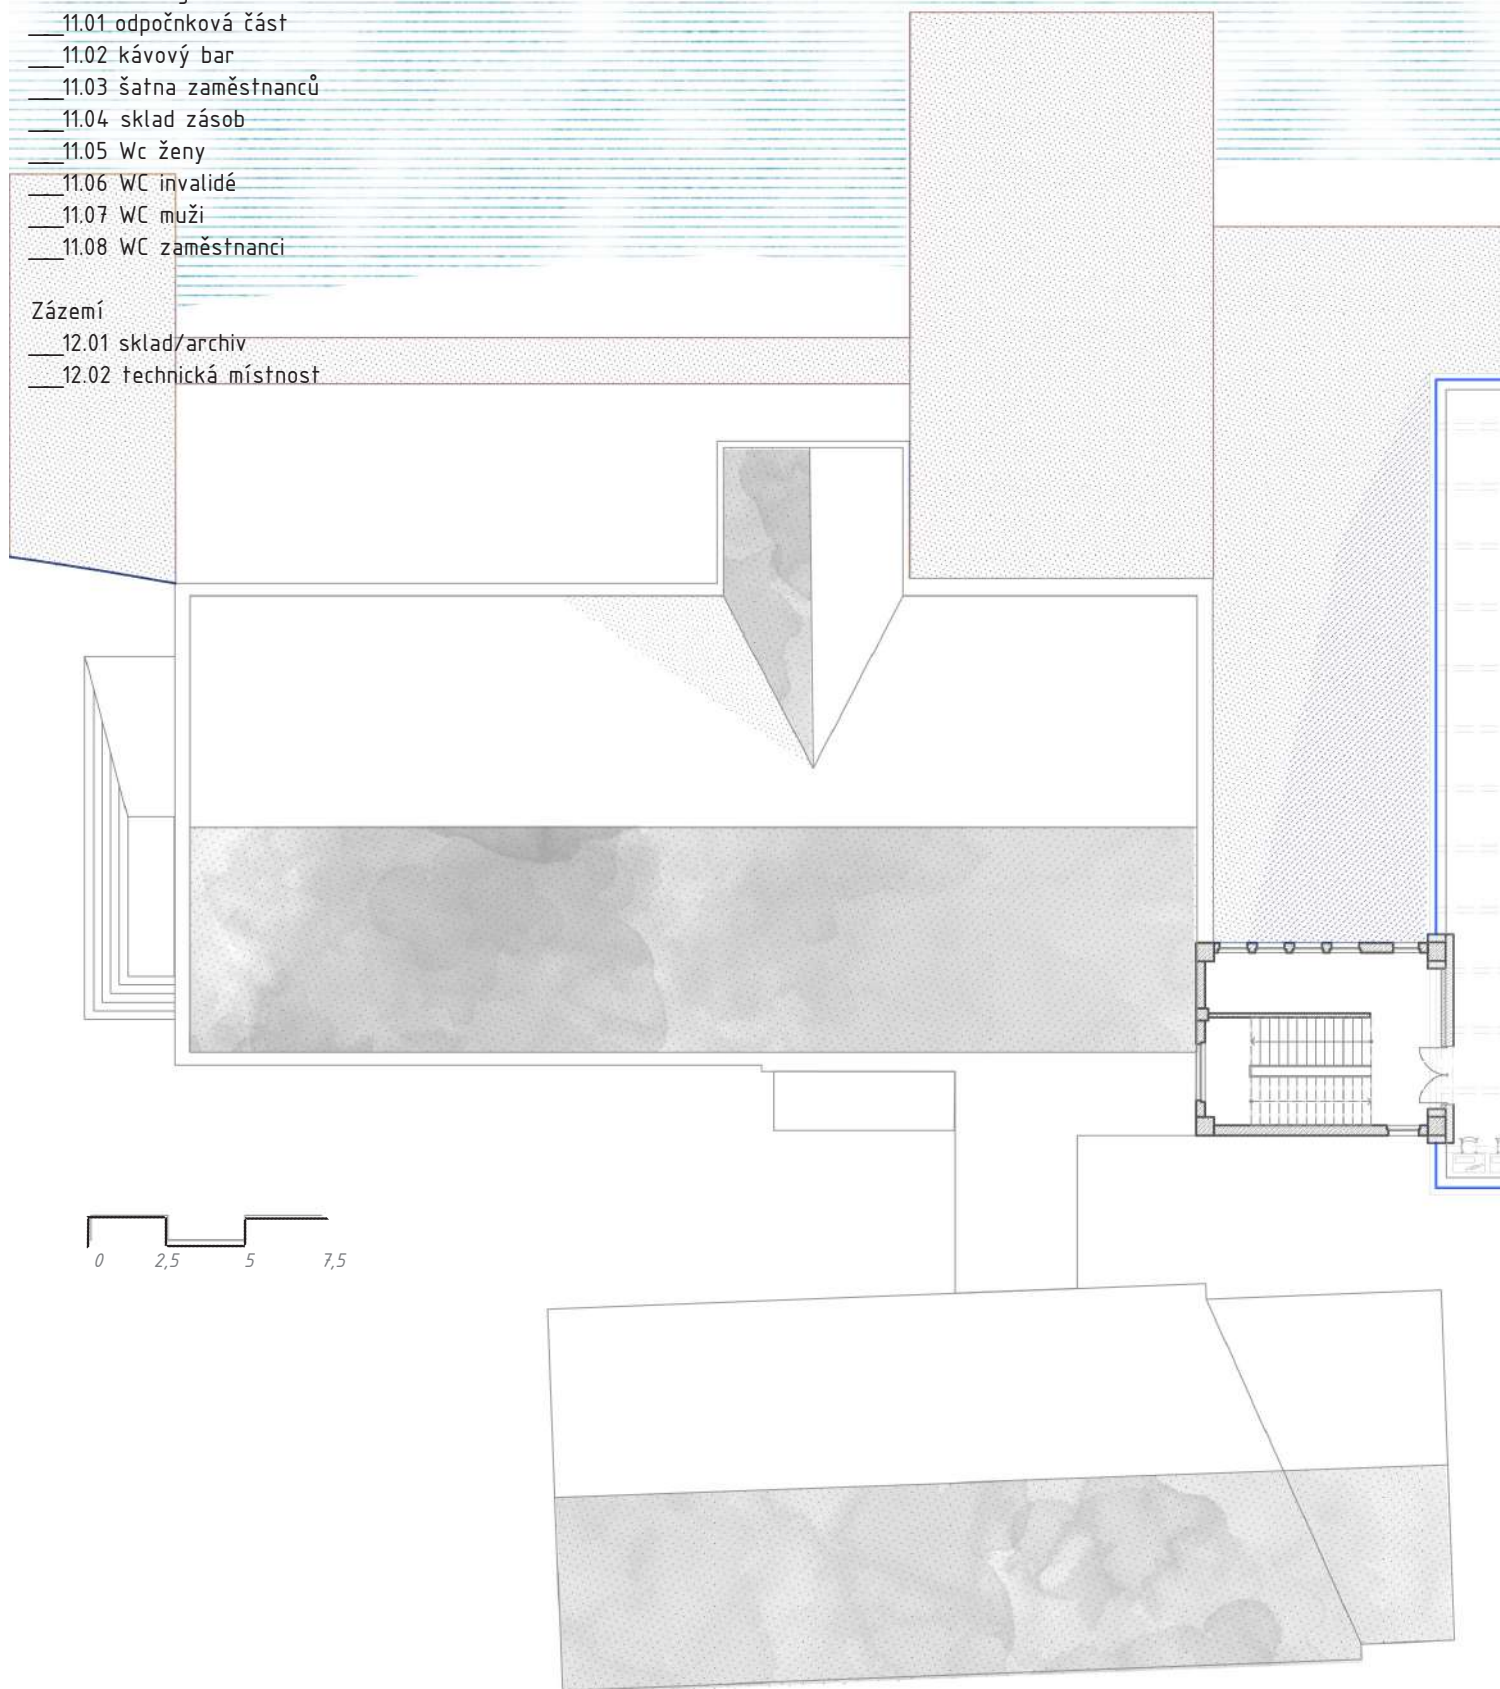 ___11.01 odpočnková část
___11.02 kávový bar
___11.03 šatna zaměstnanců
___11.04 sklad zásob
___11.05 Wc ženy
___11.06 WC invalidé
___11.07 WC muži
___11.08 WC zaměstnanci
Zázemí
___12.01 sklad/archiv
___12.02 technická místnost
0 2,5 5 7,5